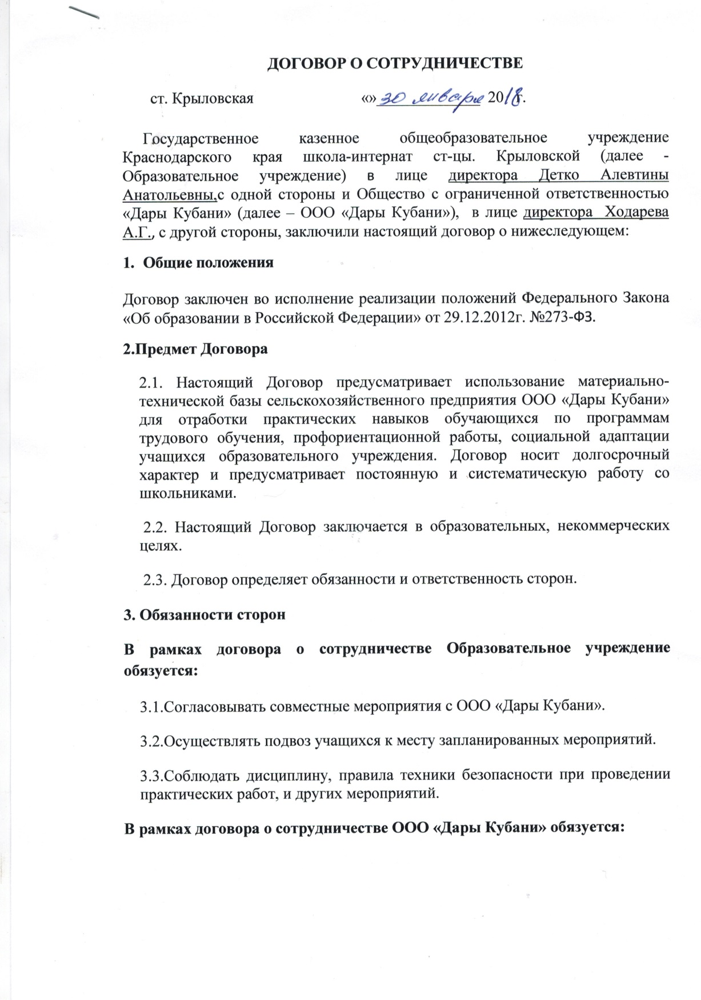 ДОГОВОР О СОТРУДНИЧЕСТВЕ
ст. Крыловская «» 30 января 2018 г.
Государственное казенное общеобразовательное учреждение
Краснодарского края школа-интернат ст-цы. Крыловской (далее -
Образовательное учреждение) в лице директора Детко Алевтины
Анатольевны,с одной стороны и Общество с ограниченной ответственностью
«Дары Кубани» (далее – ООО «Дары Кубани»), в лице директора Ходарева
А.Г., с другой стороны, заключили настоящий договор о нижеследующем:
1. Общие положения
Договор заключен во исполнение реализации положений Федерального Закона
«Об образовании в Российской Федерации» от 29.12.2012г. №273-ФЗ.
2.Предмет Договора
2.1. Настоящий Договор предусматривает использование материально-
технической базы сельскохозяйственного предприятия ООО «Дары Кубани»
для отработки практических навыков обучающихся по программам
трудового обучения, профориентационной работы, социальной адаптации
учащихся образовательного учреждения. Договор носит долгосрочный
характер и предусматривает постоянную и систематическую работу со
школьниками.
2.2. Настоящий Договор заключается в образовательных, некоммерческих
целях.
2.3. Договор определяет обязанности и ответственность сторон.
3. Обязанности сторон
В рамках договора о сотрудничестве Образовательное учреждение
обязуется:
3.1.Согласовывать совместные мероприятия с ООО «Дары Кубани».
3.2.Осуществлять подвоз учащихся к месту запланированных мероприятий.
3.3.Соблюдать дисциплину, правила техники безопасности при проведении
практических работ, и других мероприятий.
В рамках договора о сотрудничестве ООО «Дары Кубани» обязуется: